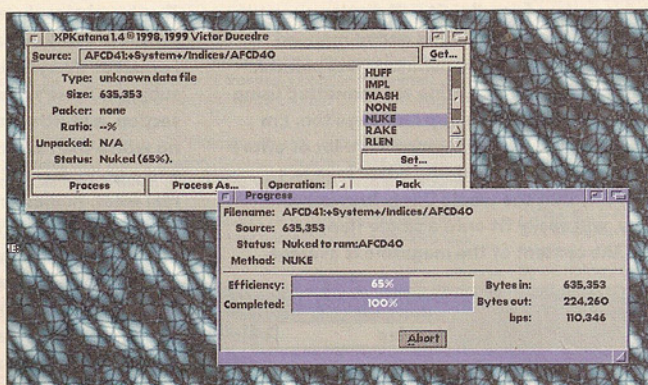 XPKatana 1.4 © 1998, 1999 Victor Ducedre
Source: AFCD41:+System+/Indices/AFCD40
Get...
Type: unknown data file
Size: 635,353
Packer: none
Ratio: --%
Unpacked: N/A
Status: Nuked (65%).
HUFF
IMPL
MASH
NONE
NUKE
RAKE
RLEN
Set...
Process
Process As...
Operation:
Pack
Progress
Filename: AFCD41:+System+/Indices/AFCD40
Source: 635,353
Status: Nuked to ram:AFCD40
Method: NUKE
Efficiency: 65%
Bytes in: 635,353
Completed: 100%
Bytes out: 224,260
bps: 110,346
Abort